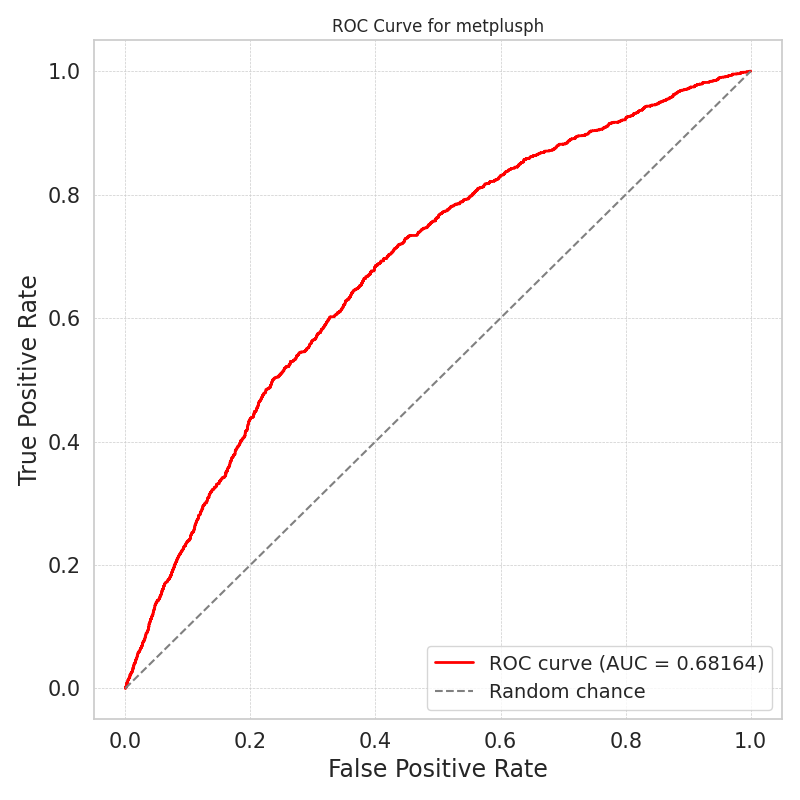 ROC Curve for metplusph
1.0
0.8
0.6
0.4
0.2
0.0
True Positive Rate
ROC curve (AUC = 0.68164)
Random chance
0.0 0.2 0.4 0.6 0.8 1.0
False Positive Rate